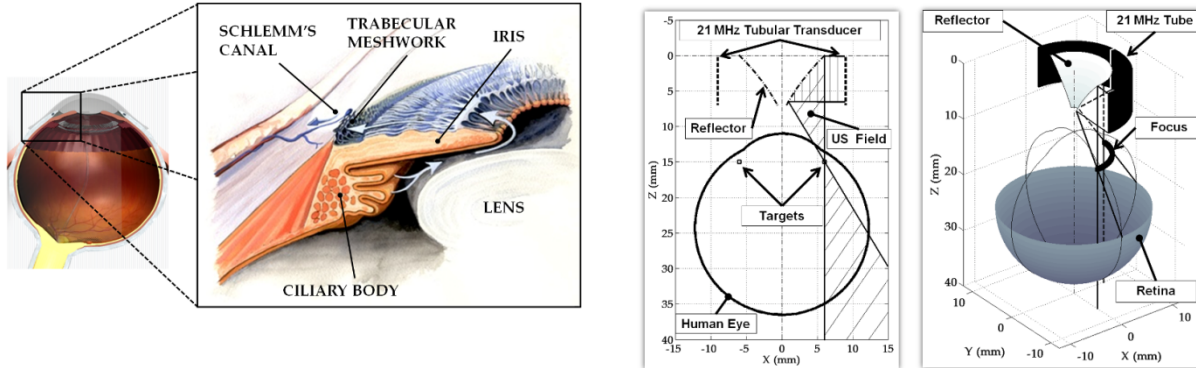 SCHLEMM'S
CANAL
TRABECULAR
MESHWORK
IRIS
LENS
CILIARY BODY
21 MHz Tubular Transducer
Reflector
US Field
Targets
Human Eye
Z (mm)
-5
0
5
10
15
20
25
30
35
40
-15
-10
-5
0
5
10
15
X (mm)
Reflector
21 MHz Tube
Focus
Retina
Z (mm)
0
10
20
30
40
10
0
-10
Y (mm)
-10
0
10
X (mm)